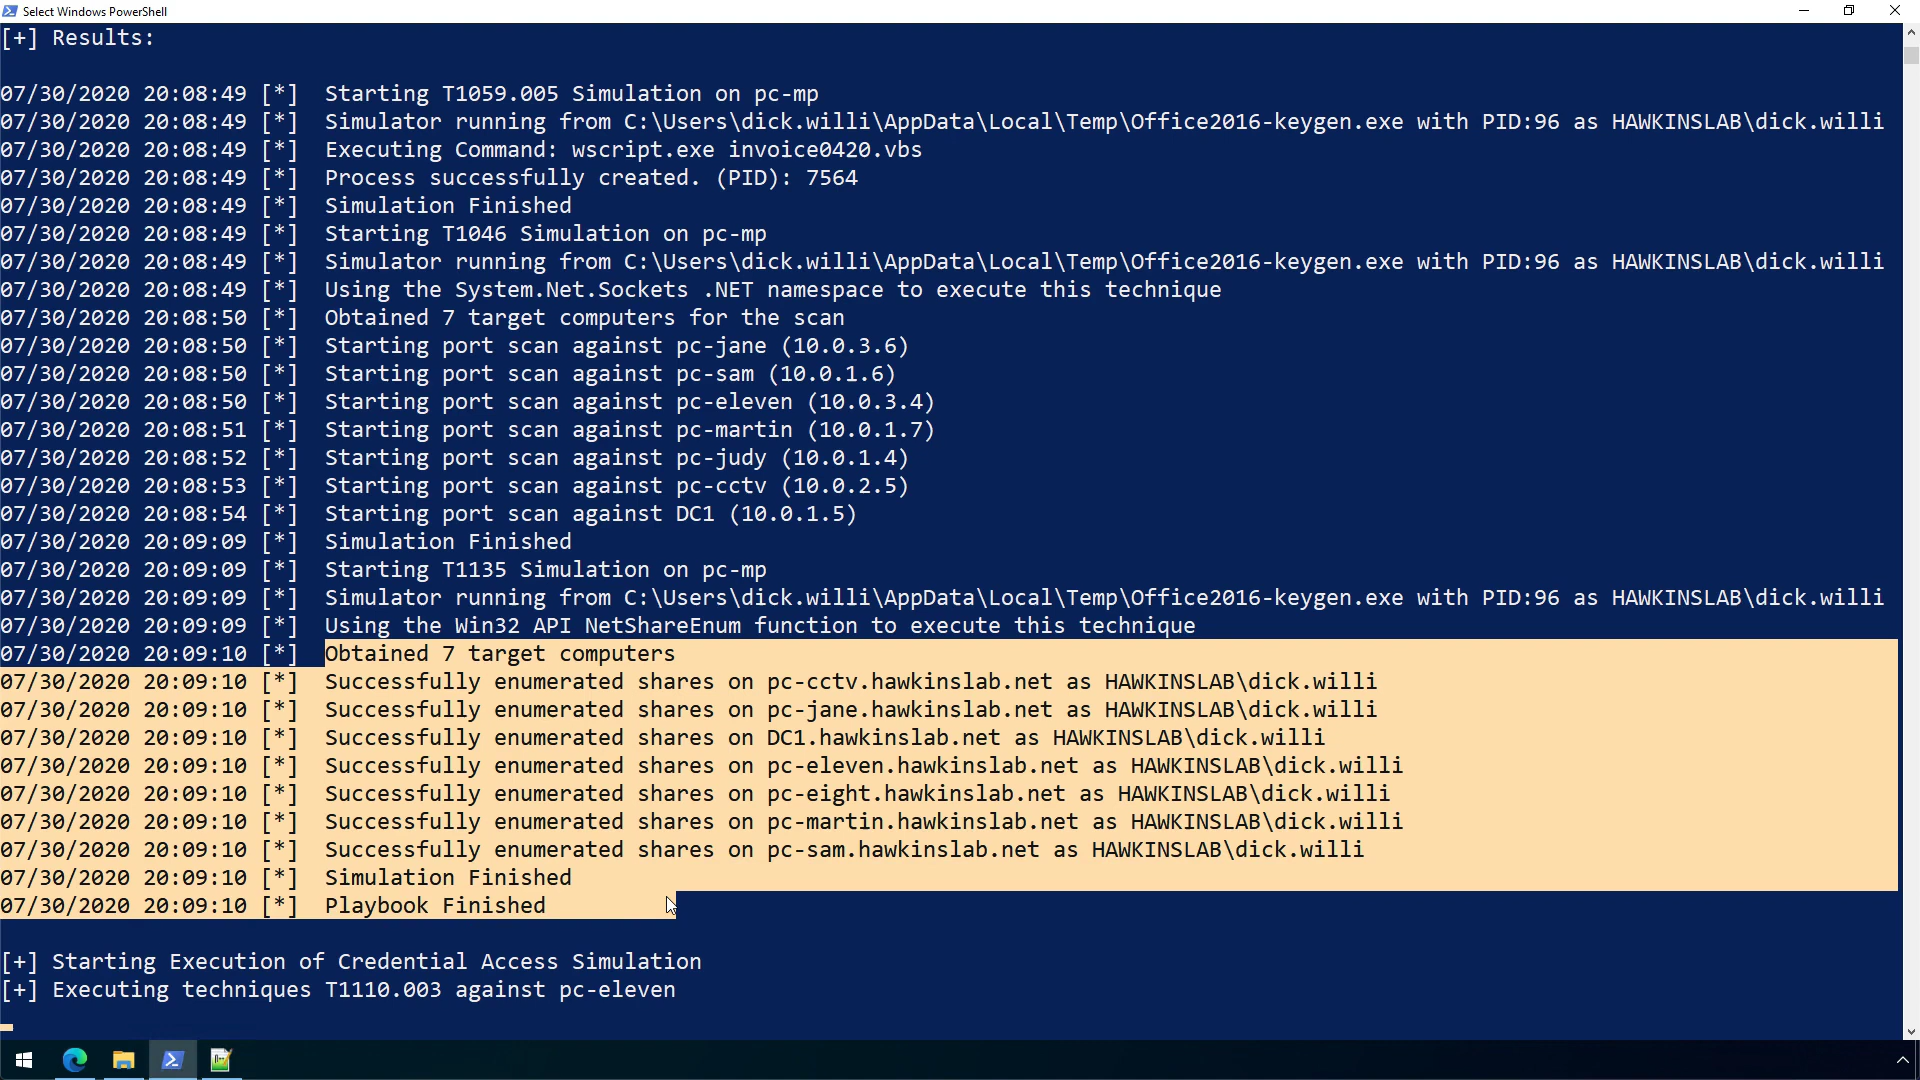 Select Windows PowerShell
[+] Results:
07/30/2020 20:08:49 [*]  Starting T1059.005 Simulation on pc-mp
07/30/2020 20:08:49 [*]  Simulator running from C:\Users\dick.willi\AppData\Local\Temp\Office2016-keygen.exe with PID:96 as HAWKINSLAB\dick.willi
07/30/2020 20:08:49 [*]  Executing Command: wscript.exe invoice0420.vbs
07/30/2020 20:08:49 [*]  Process successfully created. (PID): 7564
07/30/2020 20:08:49 [*]  Simulation Finished
07/30/2020 20:08:49 [*]  Starting T1046 Simulation on pc-mp
07/30/2020 20:08:49 [*]  Simulator running from C:\Users\dick.willi\AppData\Local\Temp\Office2016-keygen.exe with PID:96 as HAWKINSLAB\dick.willi
07/30/2020 20:08:49 [*]  Using the System.Net.Sockets .NET namespace to execute this technique
07/30/2020 20:08:50 [*]  Obtained 7 target computers for the scan
07/30/2020 20:08:50 [*]  Starting port scan against pc-jane (10.0.3.6)
07/30/2020 20:08:50 [*]  Starting port scan against pc-sam (10.0.1.6)
07/30/2020 20:08:50 [*]  Starting port scan against pc-eleven (10.0.3.4)
07/30/2020 20:08:51 [*]  Starting port scan against pc-martin (10.0.1.7)
07/30/2020 20:08:52 [*]  Starting port scan against pc-judy (10.0.1.4)
07/30/2020 20:08:53 [*]  Starting port scan against pc-cctv (10.0.2.5)
07/30/2020 20:08:54 [*]  Starting port scan against DC1 (10.0.1.5)
07/30/2020 20:09:09 [*]  Simulation Finished
07/30/2020 20:09:09 [*]  Starting T1135 Simulation on pc-mp
07/30/2020 20:09:09 [*]  Simulator running from C:\Users\dick.willi\AppData\Local\Temp\Office2016-keygen.exe with PID:96 as HAWKINSLAB\dick.willi
07/30/2020 20:09:09 [*]  Using the Win32 API NetShareEnum function to execute this technique
07/30/2020 20:09:10 [*]  Obtained 7 target computers
07/30/2020 20:09:10 [*]  Successfully enumerated shares on pc-cctv.hawkinslab.net as HAWKINSLAB\dick.willi
07/30/2020 20:09:10 [*]  Successfully enumerated shares on pc-jane.hawkinslab.net as HAWKINSLAB\dick.willi
07/30/2020 20:09:10 [*]  Successfully enumerated shares on DC1.hawkinslab.net as HAWKINSLAB\dick.willi
07/30/2020 20:09:10 [*]  Successfully enumerated shares on pc-eleven.hawkinslab.net as HAWKINSLAB\dick.willi
07/30/2020 20:09:10 [*]  Successfully enumerated shares on pc-eight.hawkinslab.net as HAWKINSLAB\dick.willi
07/30/2020 20:09:10 [*]  Successfully enumerated shares on pc-martin.hawkinslab.net as HAWKINSLAB\dick.willi
07/30/2020 20:09:10 [*]  Successfully enumerated shares on pc-sam.hawkinslab.net as HAWKINSLAB\dick.willi
07/30/2020 20:09:10 [*]  Simulation Finished
07/30/2020 20:09:10 [*]  Playbook Finished
[+] Starting Execution of Credential Access Simulation
[+] Executing techniques T1110.003 against pc-eleven